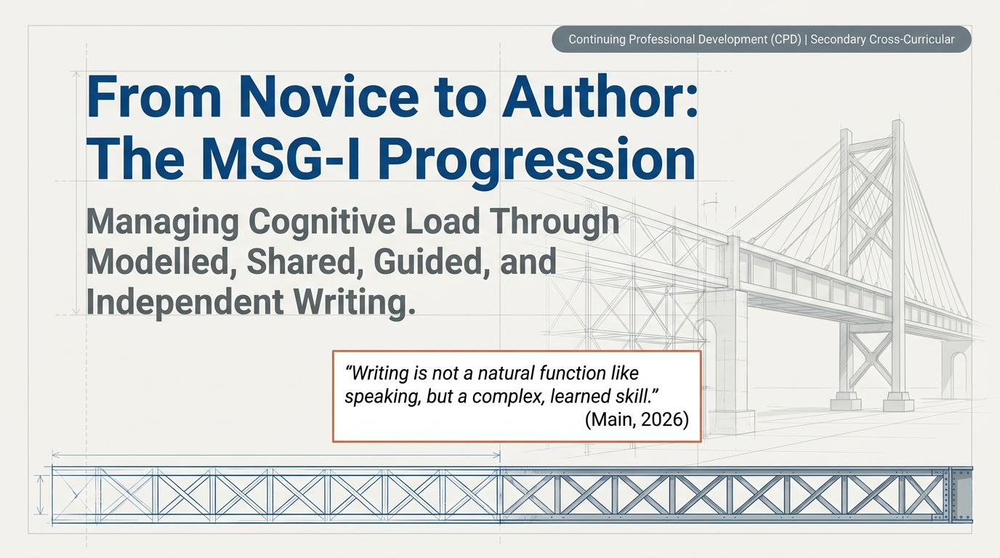 Continuing Professional Development (CPD) | Secondary Cross-Curricular
From Novice to Author:
The MSG-I Progression
Managing Cognitive Load Through
Modelled, Shared, Guided, and
Independent Writing.
“Writing is not a natural function like
speaking, but a complex, learned skill.”
(Main, 2026)